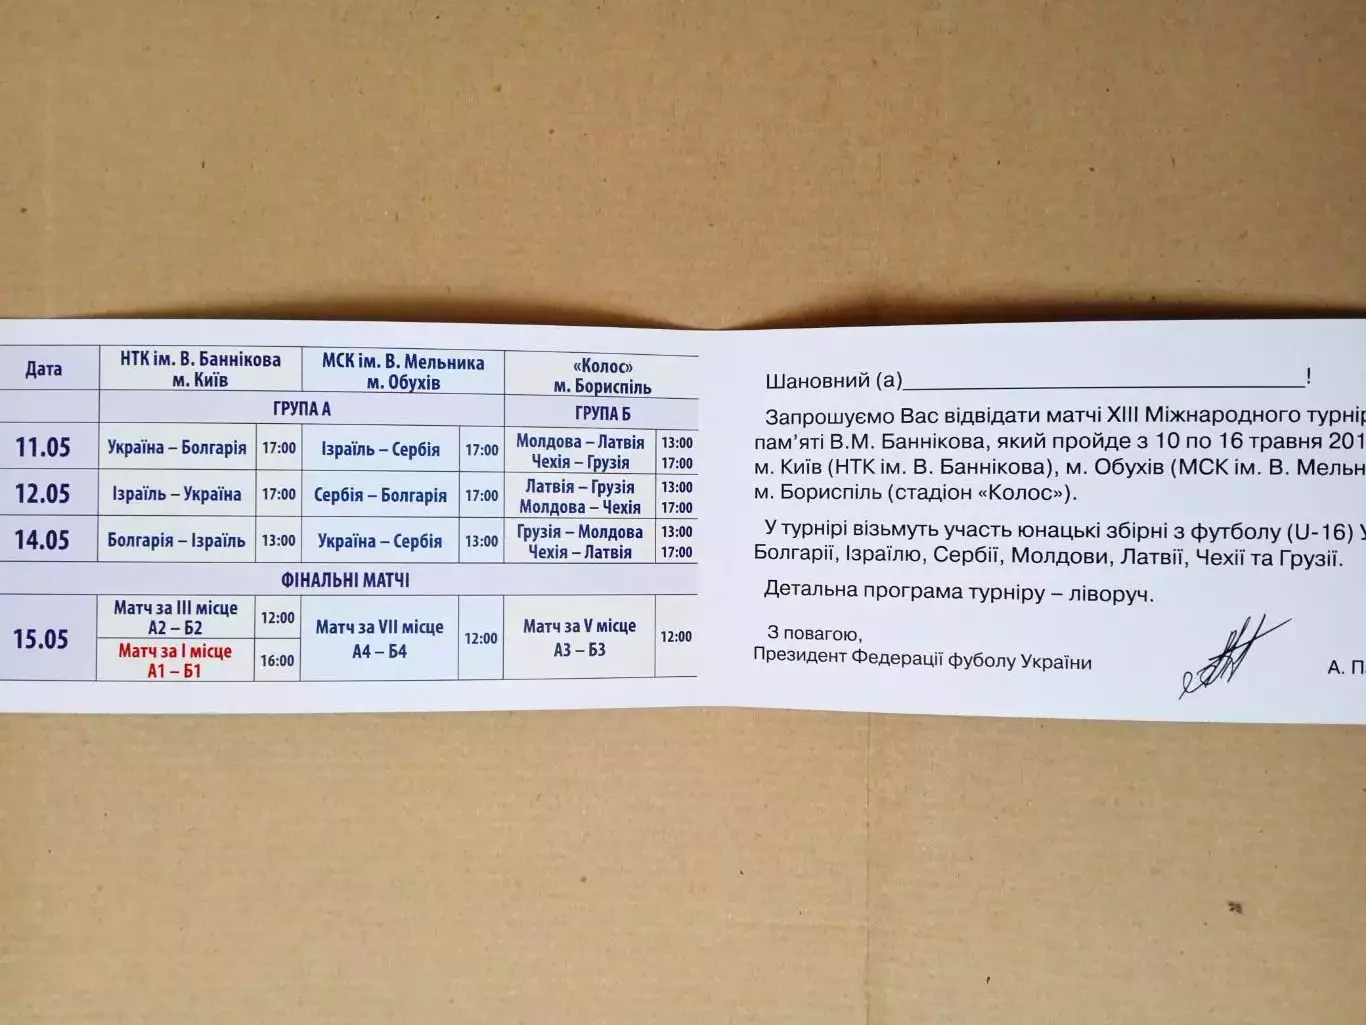 Дата
НТК ім. В. Баннікова
м. Київ
МСК ім. В. Мельника
м. Обухів
«Колос»
м. Бориспіль
ГРУПА А
ГРУПА Б
11.05
Україна – Болгарія 17:00
Ізраїль – Сербія 17:00
Молдова – Латвія 13:00
Чехія – Грузія 17:00
12.05
Ізраїль – Україна 17:00
Сербія – Болгарія 17:00
Латвія – Грузія 13:00
Молдова – Чехія 17:00
14.05
Болгарія – Ізраїль 13:00
Україна – Сербія 13:00
Грузія – Молдова 13:00
Чехія – Латвія 17:00
ФІНАЛЬНІ МАТЧІ
15.05
Матч за III місце
А2 – Б2
12:00
Матч за I місце
А1 – Б1
16:00
Матч за VII місце
А4 – Б4
12:00
Матч за V місце
А3 – Б3
12:00
Шановний (а)!
Запрошуємо Вас відвідати матчі XIII Міжнародного турнір
пам’яті В.М. Баннікова, який пройде з 10 по 16 травня 201
м. Київ (НТК ім. В. Баннікова), м. Обухів (МСК ім. В. Мельн
м. Бориспіль (стадіон «Колос»).
У турнірі візьмуть участь юнацькі збірні з футболу (U-16) У
Болгарії, Ізраїлю, Сербії, Молдови, Латвії, Чехії та Грузії.
Детальна програма турніру – ліворуч.
З повагою,
Президент Федерації фуболу України
А. П